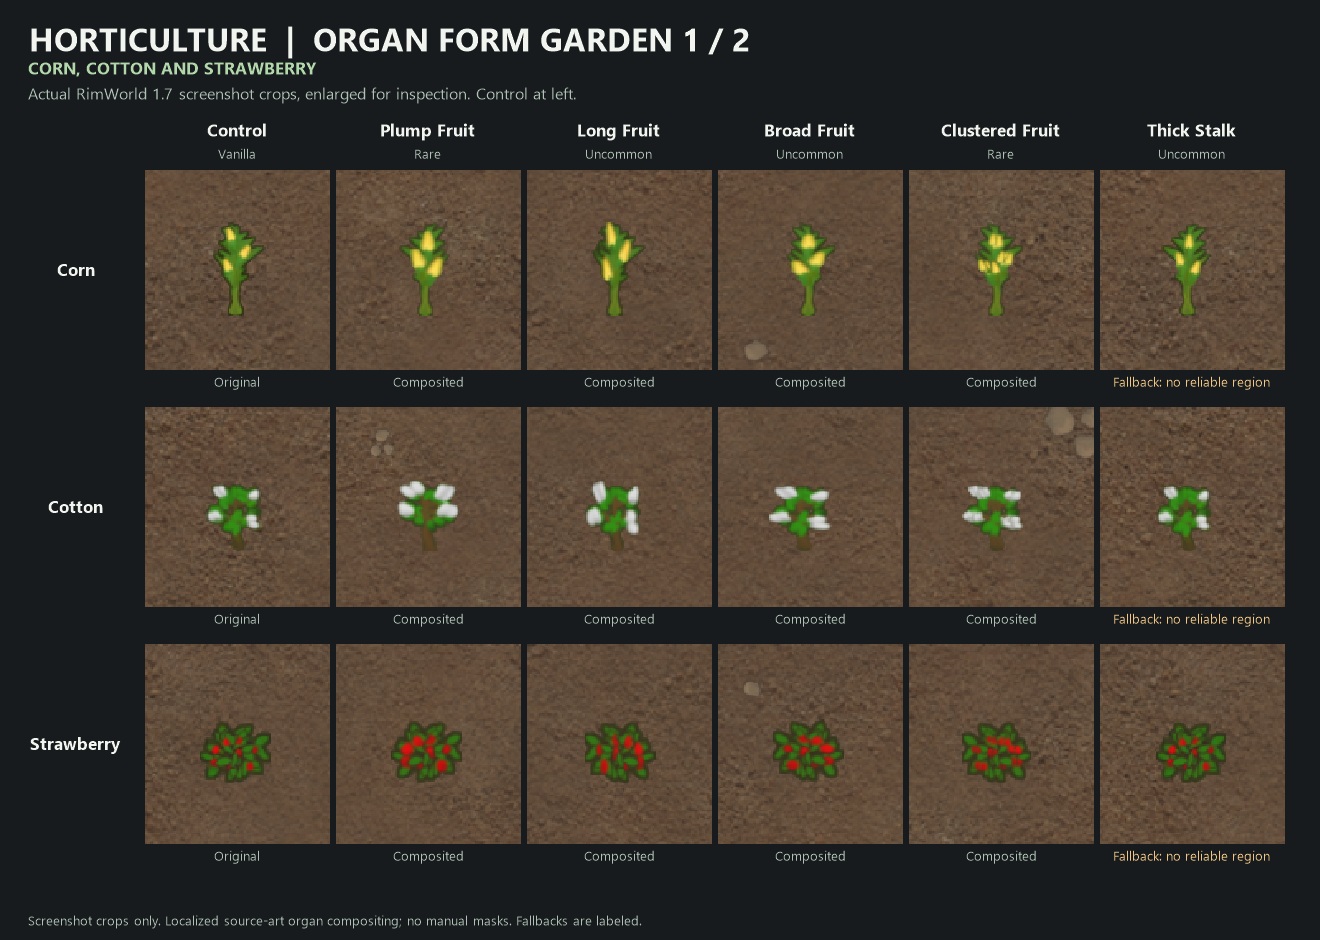 HORTICULTURE | ORGAN FORM GARDEN 1 / 2
CORN, COTTON AND STRAWBERRY
Actual RimWorld 1.7 screenshot crops, enlarged for inspection. Control at left.
Control Plump Fruit Long Fruit Broad Fruit Clustered Fruit Thick Stalk
Vanilla Rare Uncommon Uncommon Rare Uncommon
Corn
Original Composited Composited Composited Composited Fallback: no reliable region
Cotton
Original Composited Composited Composited Composited Fallback: no reliable region
Strawberry
Original Composited Composited Composited Composited Fallback: no reliable region
Screenshot crops only. Localized source-art organ compositing; no manual masks. Fallbacks are labeled.